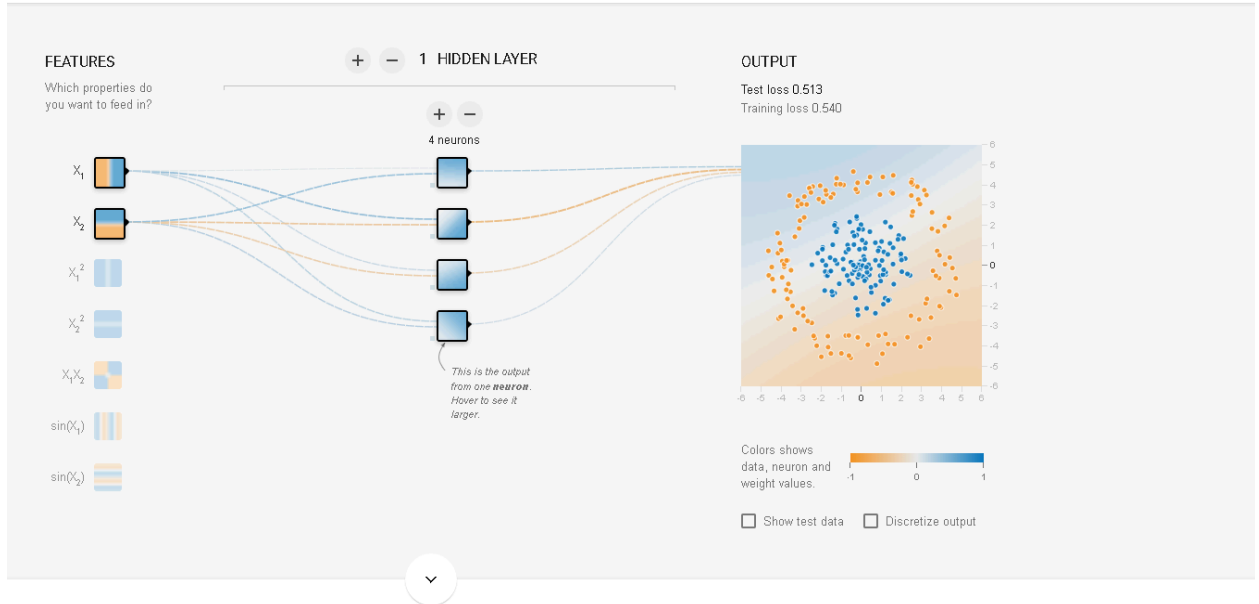 FEATURES
Which properties do
you want to feed in?
X1
X2
X1²
X2²
X1X2
sin(X1)
sin(X2)
+ − 1 HIDDEN LAYER
+ −
4 neurons
This is the output
from one neuron.
Hover to see it
larger.
OUTPUT
Test loss 0.513
Training loss 0.540
6
5
4
3
2
1
0
-1
-2
-3
-4
-5
-6
-6 -5 -4 -3 -2 -1 0 1 2 3 4 5 6
Colors shows
data, neuron and
weight values.
-1 0 1
Show test data
Discretize output